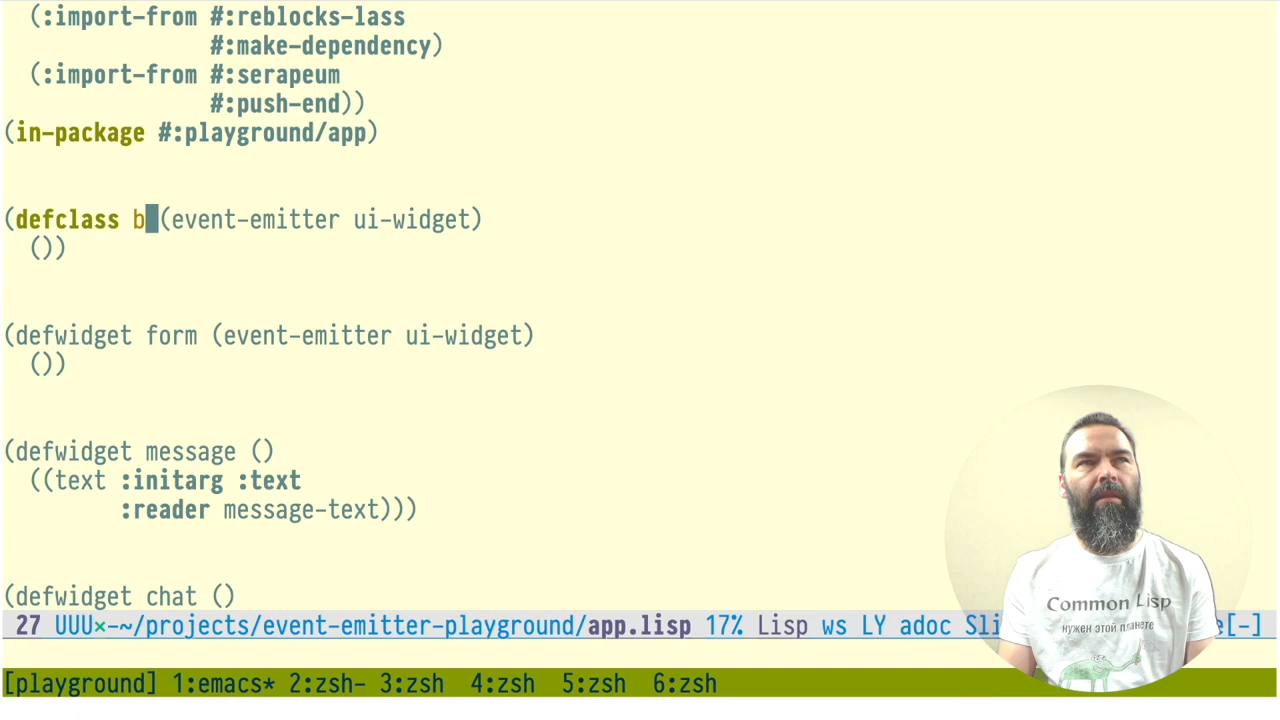 (:import-from #:reblocks-lass
#:make-dependency)
(:import-from #:serapeum
#:push-end))
(in-package #:playground/app)
(defclass b (event-emitter ui-widget)
())
(defwidget form (event-emitter ui-widget)
())
(defwidget message ()
((text :initarg :text
:reader message-text)))
(defwidget chat ()
27 UUU×-~/projects/event-emitter-playground/app.lisp 17% Lisp ws LY adoc Sli e[-]
Common Lisp
нужен этой планете
[playground] 1:emacs* 2:zsh- 3:zsh 4:zsh 5:zsh 6:zsh